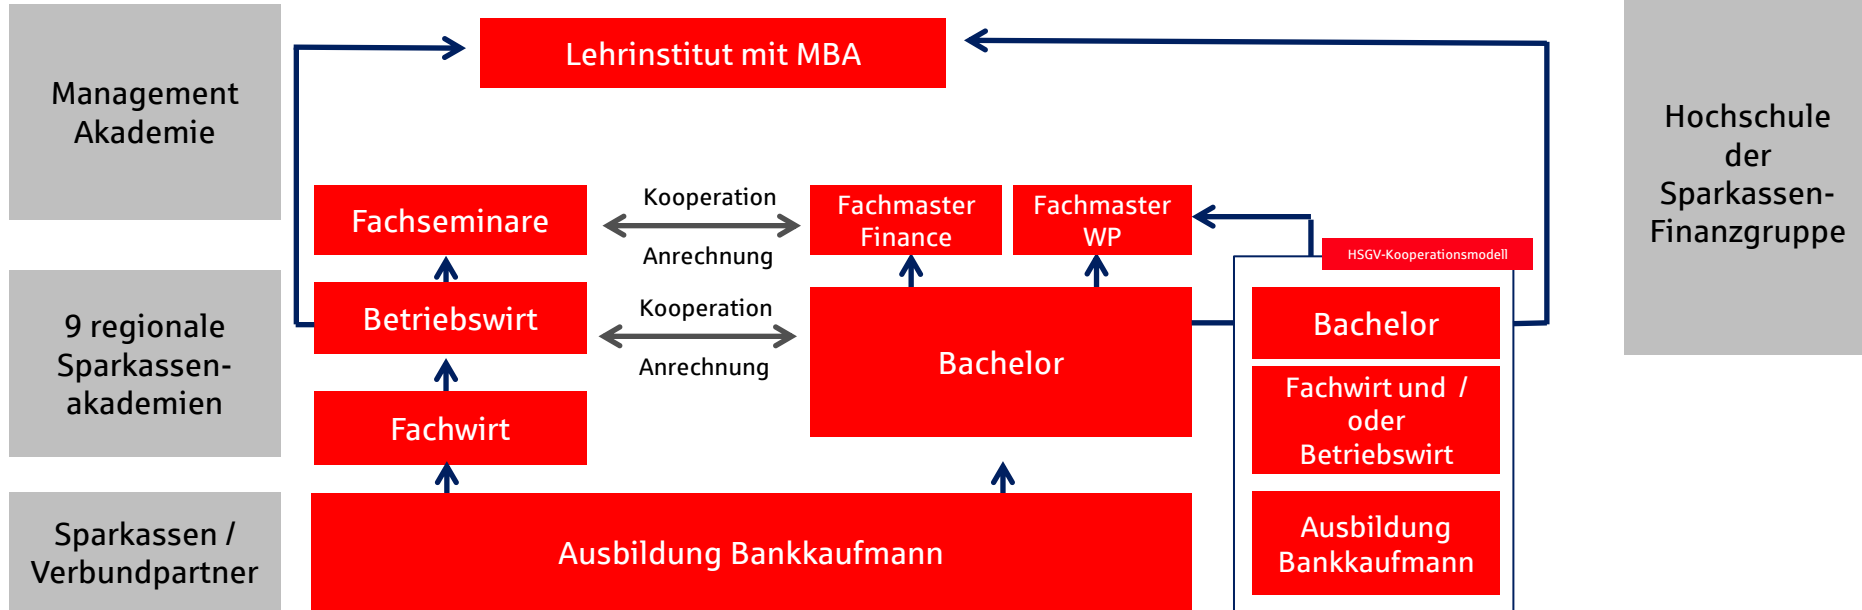 Management
Akademie
9 regionale
Sparkassen-
akademien
Sparkassen /
Verbundpartner
Lehrinstitut mit MBA
Fachseminare
Betriebswirt
Fachwirt
Kooperation
Anrechnung
Kooperation
Anrechnung
Fachmaster
Finance
Fachmaster
WP
Bachelor
Ausbildung Bankkaufmann
HSGV-Kooperationsmodell
Bachelor
Fachwirt und /
oder
Betriebswirt
Ausbildung
Bankkaufmann
Hochschule
der
Sparkassen-
Finanzgruppe